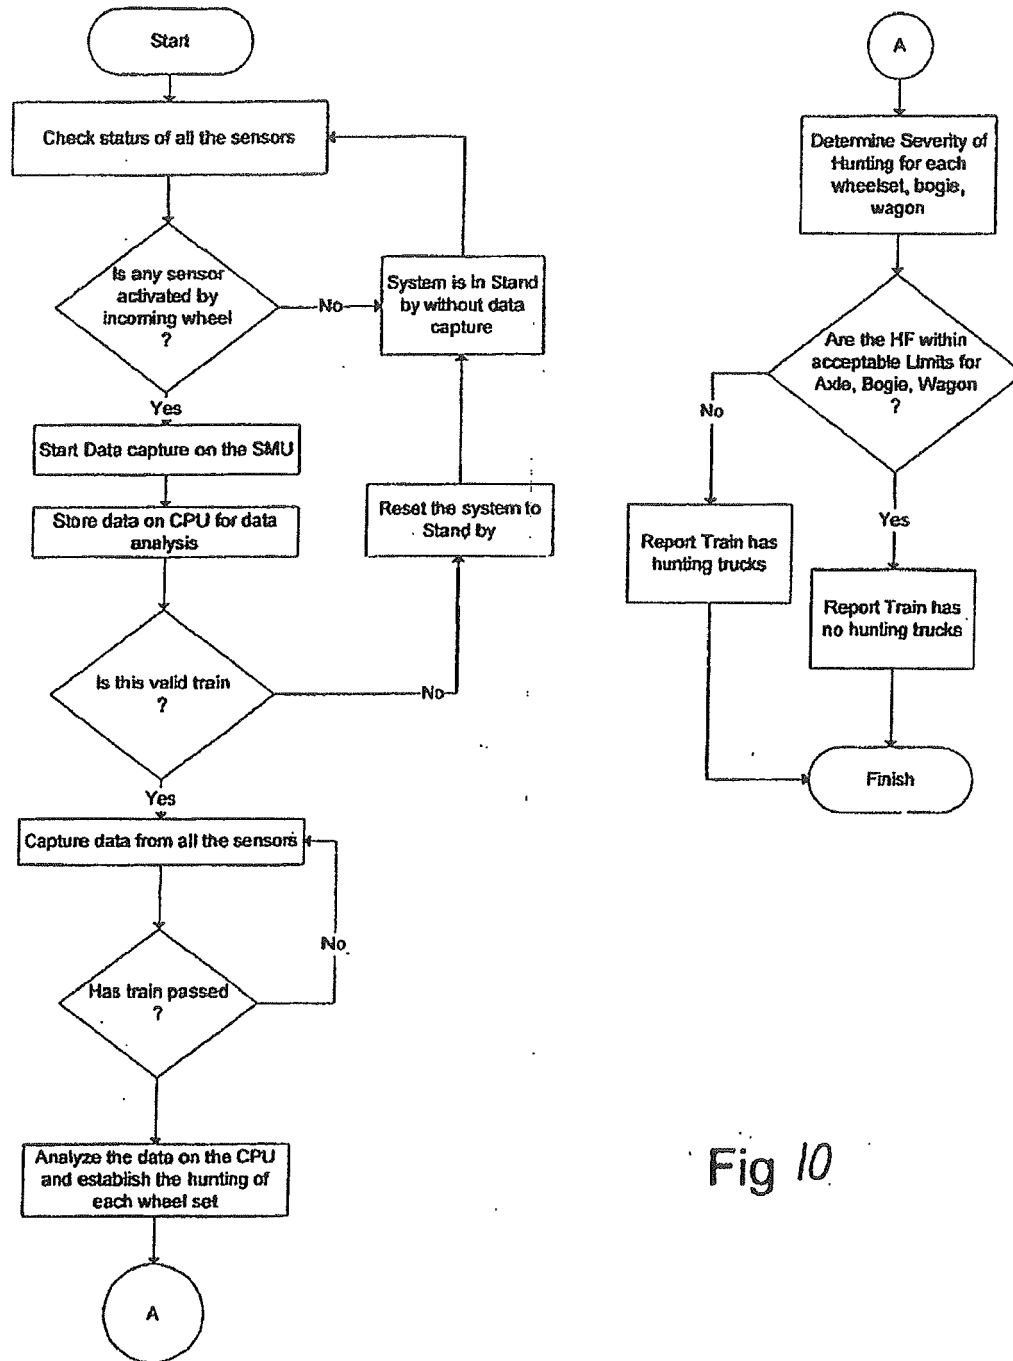 Start
Check status of all the sensors
Is any sensor
activated by
incoming wheel
?
No
System is in Stand
by without data
capture
Yes
Start Data capture on the SMU
Store data on CPU for data
analysis
Reset the system to
Stand by
Is this valid train
?
No
Yes
Capture data from all the sensors
No
Has train passed
?
Analyze the data on the CPU
and establish the hunting of
each wheel set
A
A
Determine Severity of
Hunting for each
wheelset, bogie,
wagon
Are the HF within
acceptable Limits for
Axle, Bogie, Wagon
?
No
Yes
Report Train has
hunting trucks
Report Train has
no hunting trucks
Finish
Fig 10